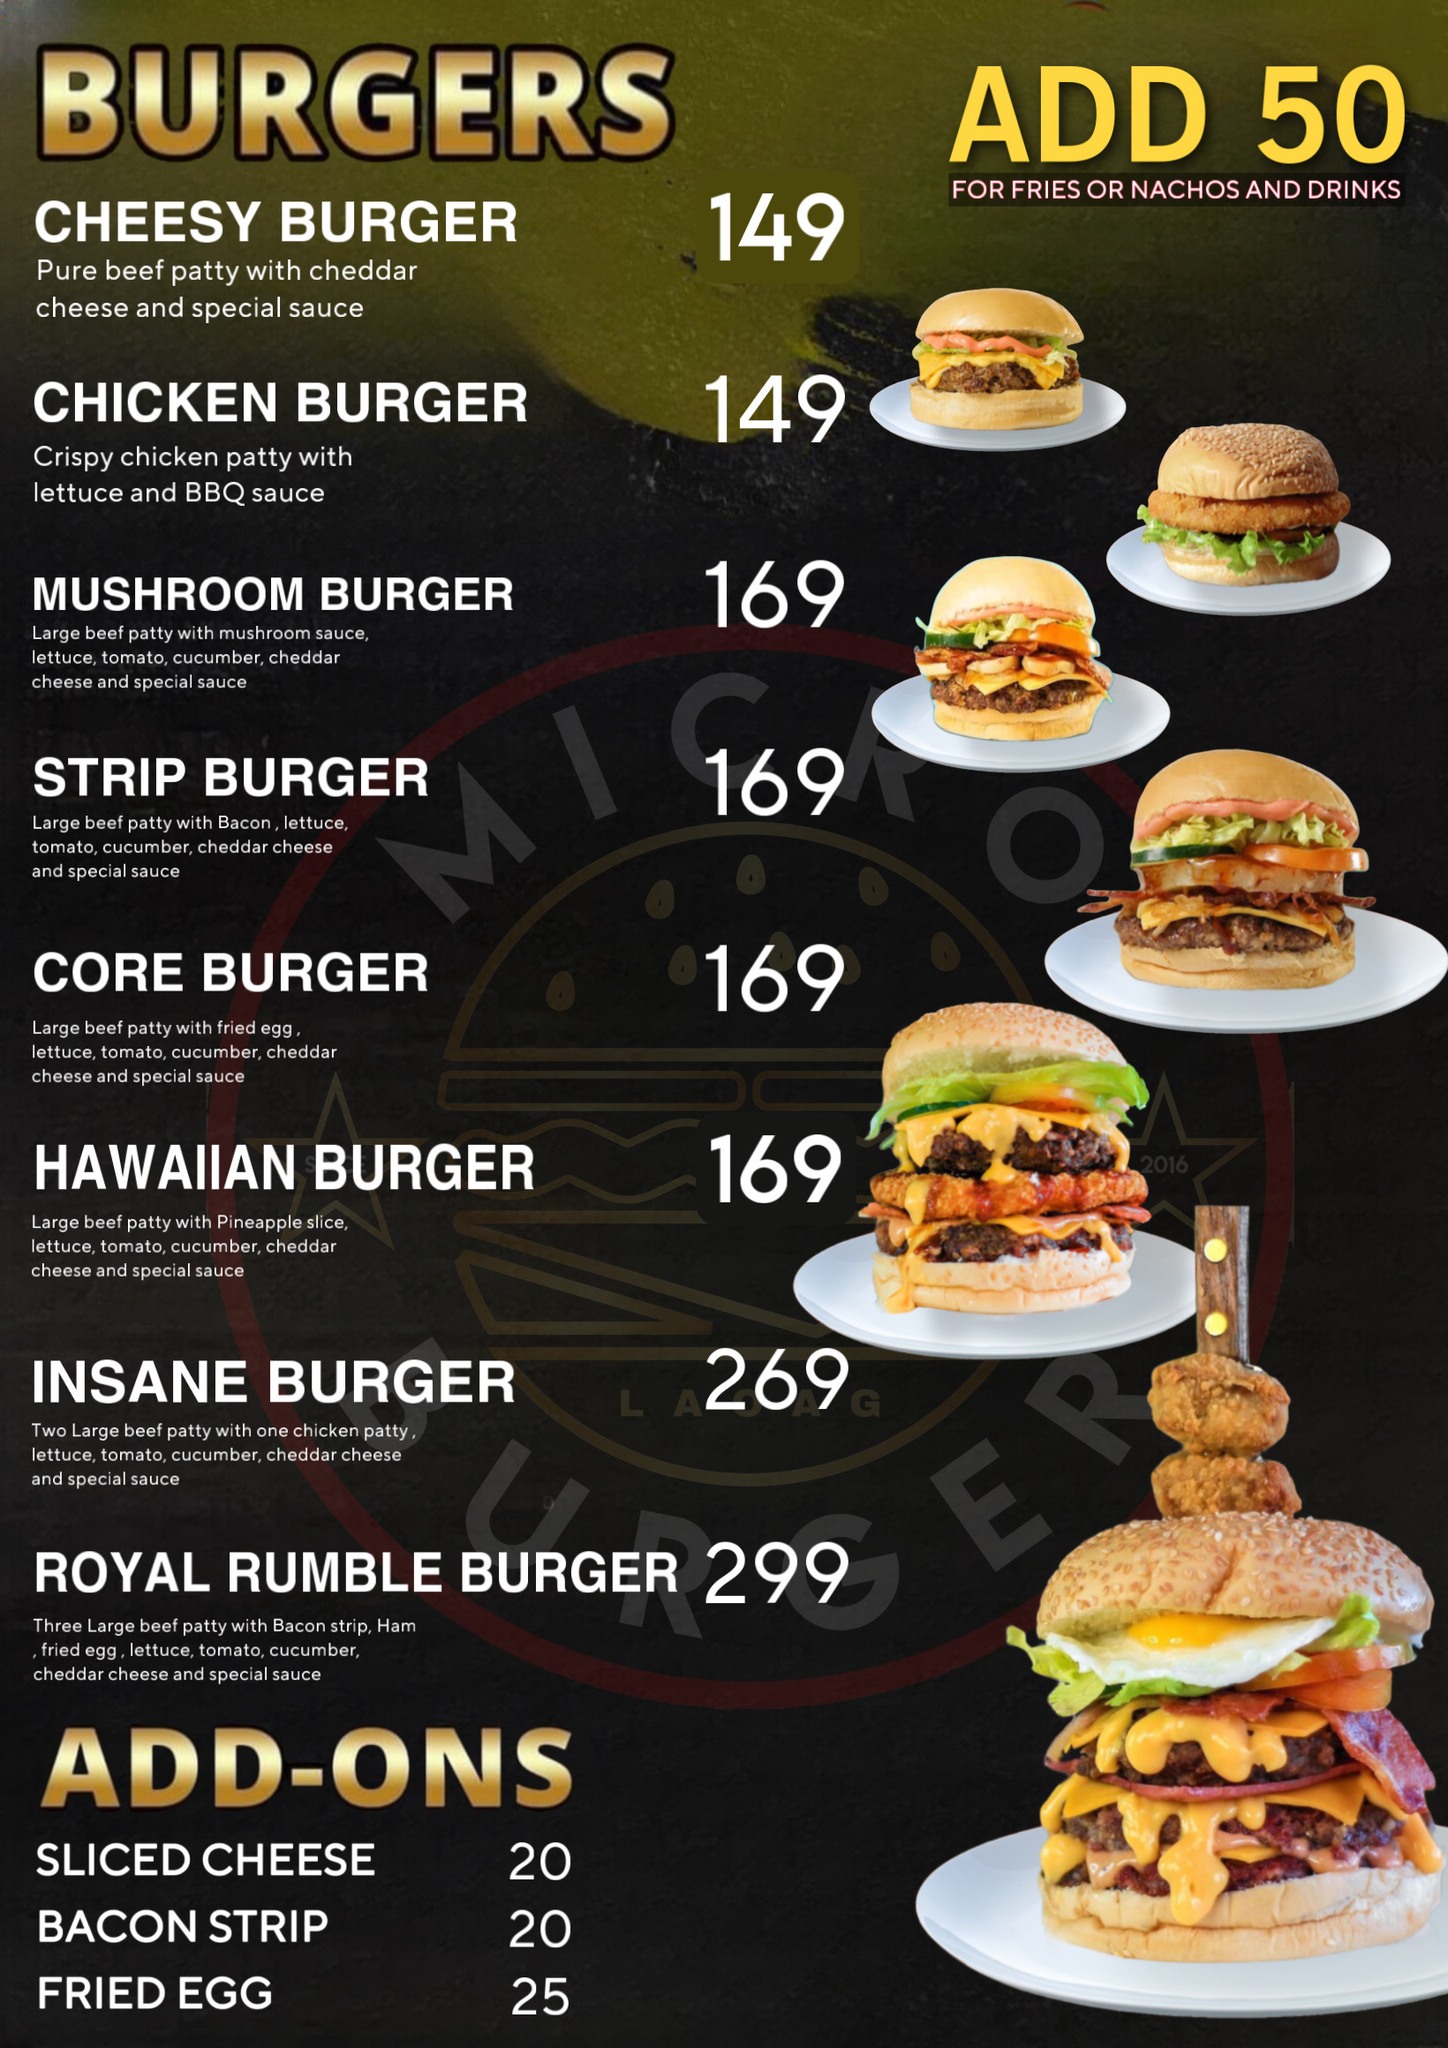 BURGERS
ADD 50
FOR FRIES OR NACHOS AND DRINKS
CHEESY BURGER 149
Pure beef patty with cheddar
cheese and special sauce
CHICKEN BURGER 149
Crispy chicken patty with
lettuce and BBQ sauce
MUSHROOM BURGER 169
Large beef patty with mushroom sauce,
lettuce, tomato, cucumber, cheddar
cheese and special sauce
STRIP BURGER 169
Large beef patty with Bacon , lettuce,
tomato, cucumber, cheddar cheese
and special sauce
CORE BURGER 169
Large beef patty with fried egg ,
lettuce, tomato, cucumber, cheddar
cheese and special sauce
HAWAIIAN BURGER 169
Large beef patty with Pineapple slice,
lettuce, tomato, cucumber, cheddar
cheese and special sauce
INSANE BURGER 269
Two Large beef patty with one chicken patty ,
lettuce, tomato, cucumber, cheddar cheese
and special sauce
ROYAL RUMBLE BURGER 299
Three Large beef patty with Bacon strip, Ham
, fried egg , lettuce, tomato, cucumber,
cheddar cheese and special sauce
ADD-ONS
SLICED CHEESE 20
BACON STRIP 20
FRIED EGG 25
MICRO
2016
LAOAG
BURGER